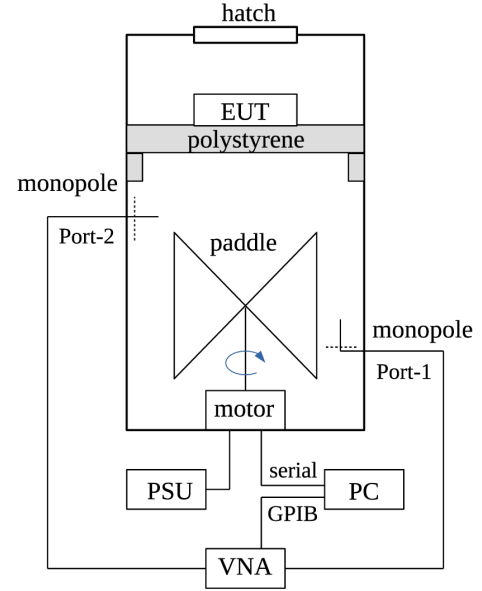 hatch
EUT
polystyrene
monopole
Port-2
paddle
monopole
Port-1
motor
serial
PSU
PC
GPIB
VNA